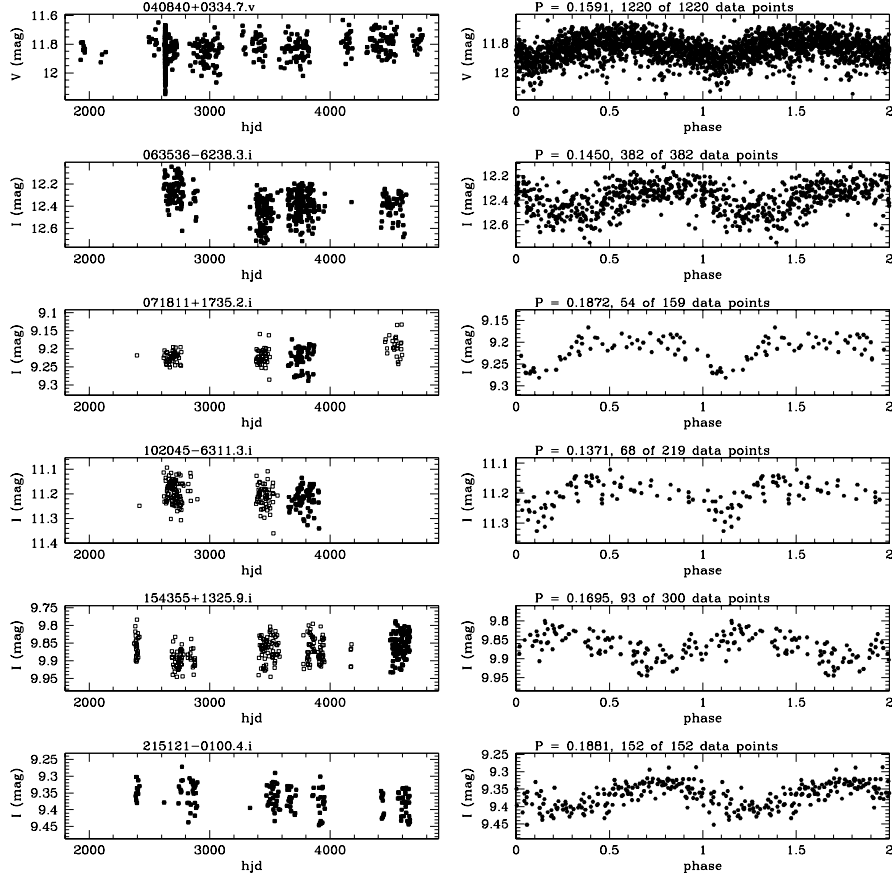 040840+0334.7.v
P = 0.1591, 1220 of 1220 data points
V (mag)
11.6
11.8
12
2000
3000
4000
hjd
V (mag)
11.8
12
0
0.5
1
1.5
2
phase
063536-6238.3.i
P = 0.1450, 382 of 382 data points
I (mag)
12.2
12.4
12.6
2000
3000
4000
hjd
I (mag)
12.2
12.4
12.6
0
0.5
1
1.5
2
phase
071811+1735.2.i
P = 0.1872, 54 of 159 data points
I (mag)
9.1
9.15
9.2
9.25
9.3
2000
3000
4000
hjd
I (mag)
9.15
9.2
9.25
9.3
0
0.5
1
1.5
2
phase
102045-6311.3.i
P = 0.1371, 68 of 219 data points
I (mag)
11.1
11.2
11.3
11.4
2000
3000
4000
hjd
I (mag)
11.1
11.2
11.3
0
0.5
1
1.5
2
phase
154355+1325.9.i
P = 0.1695, 93 of 300 data points
I (mag)
9.75
9.8
9.85
9.9
9.95
2000
3000
4000
hjd
I (mag)
9.8
9.85
9.9
9.95
0
0.5
1
1.5
2
phase
215121-0100.4.i
P = 0.1881, 152 of 152 data points
I (mag)
9.25
9.3
9.35
9.4
9.45
2000
3000
4000
hjd
I (mag)
9.25
9.3
9.35
9.4
9.45
0
0.5
1
1.5
2
phase